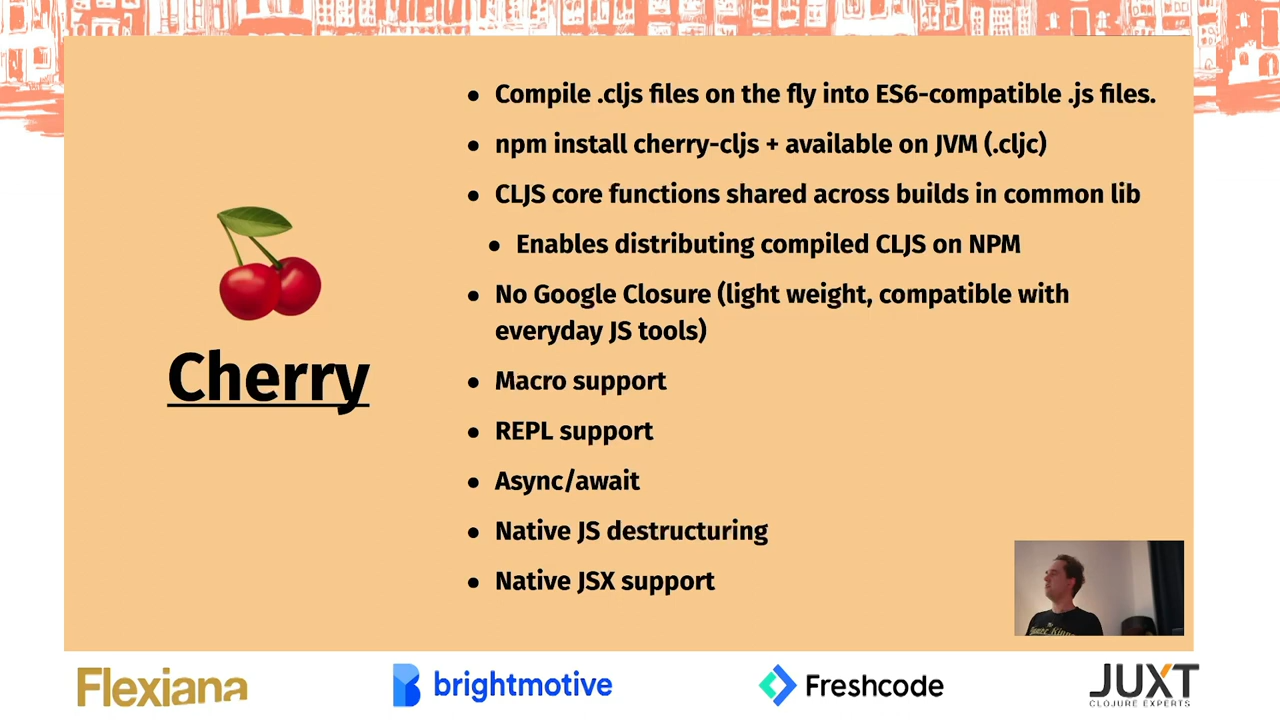 Compile .cljs files on the fly into ES6-compatible .js files.
npm install cherry-cljs + available on JVM (.cljc)
CLJS core functions shared across builds in common lib
Enables distributing compiled CLJS on NPM
No Google Closure (light weight, compatible with
everyday JS tools)
Macro support
REPL support
Async/await
Native JS destructuring
Native JSX support
Cherry
Flexiana
brightmotive
Freshcode
JUXT
CLOJURE EXPERTS